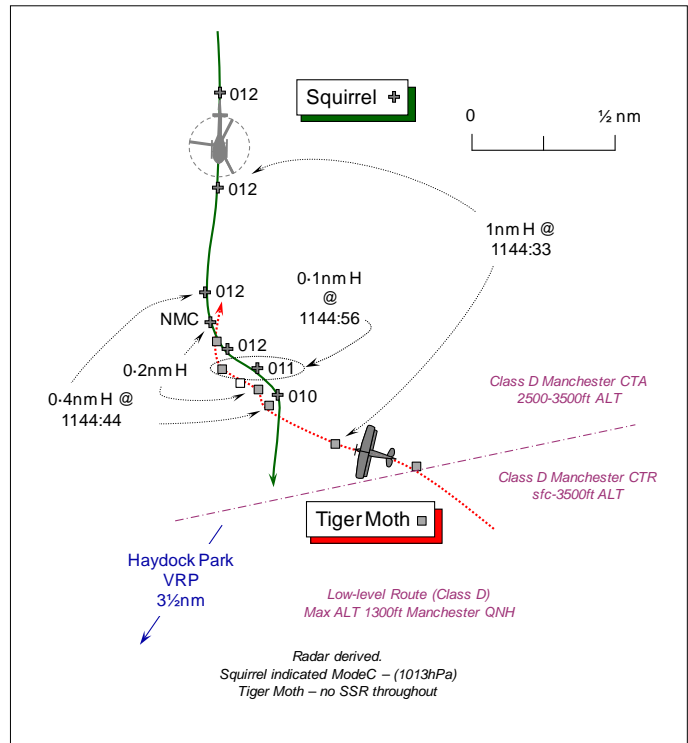 012
Squirrel
0
½ nm
012
1nm H @
1144:33
012
0·1nm H
@
1144:56
NMC
012
011
0·2nm H
010
0·4nm H @
1144:44
Class D Manchester CTA
2500-3500ft ALT
Class D Manchester CTR
sfc-3500ft ALT
Tiger Moth
Haydock Park
VRP
3½nm
Low-level Route (Class D)
Max ALT 1300ft Manchester QNH
Radar derived.
Squirrel indicated ModeC – (1013hPa)
Tiger Moth – no SSR throughout